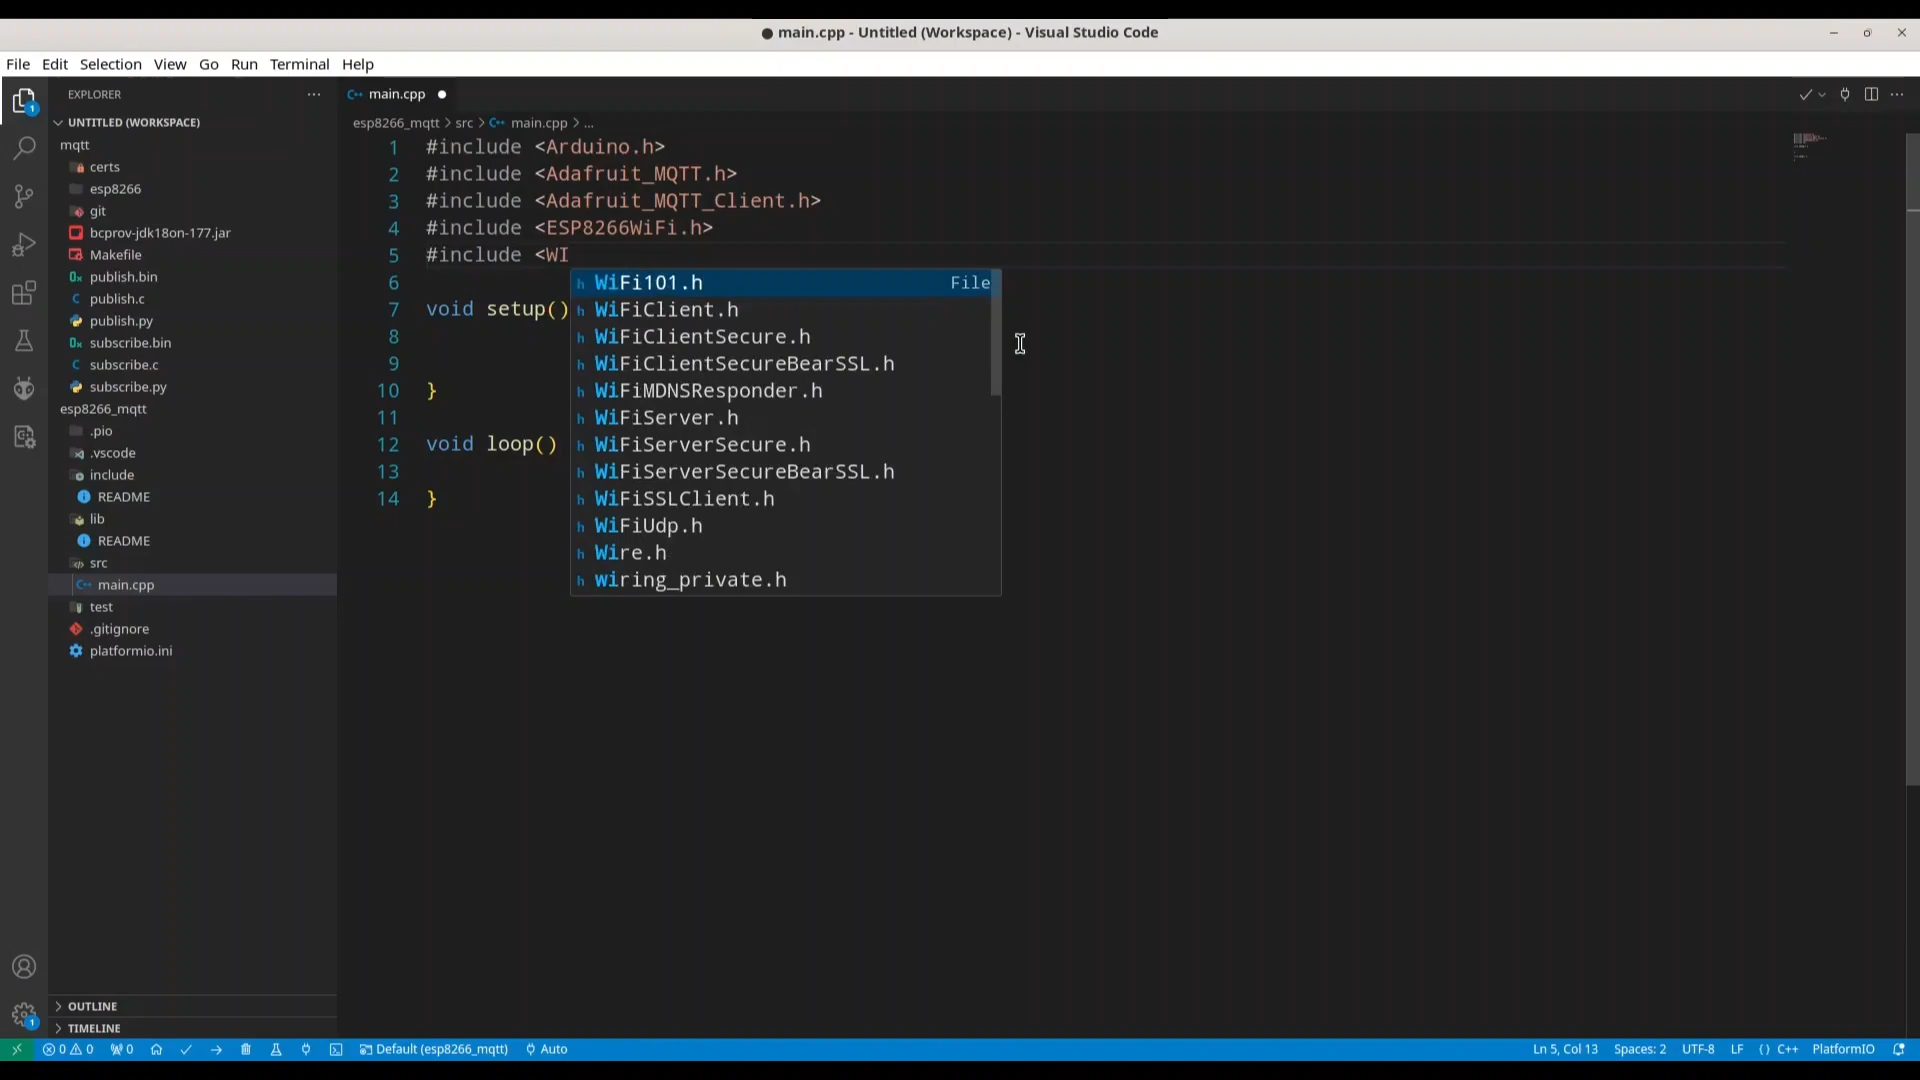 ● main.cpp - Untitled (Workspace) - Visual Studio Code
File Edit Selection View Go Run Terminal Help
1
EXPLORER
UNTITLED (WORKSPACE)
mqtt
certs
esp8266
git
bcprov-jdk18on-177.jar
Makefile
publish.bin
publish.c
publish.py
subscribe.bin
subscribe.c
subscribe.py
esp8266_mqtt
.pio
.vscode
include
README
lib
README
src
main.cpp
test
.gitignore
platformio.ini
OUTLINE
TIMELINE
1
main.cpp
esp8266_mqtt > src > main.cpp > ...
1 #include <Arduino.h>
2 #include <Adafruit_MQTT.h>
3 #include <Adafruit_MQTT_Client.h>
4 #include <ESP8266WiFi.h>
5 #include <WI
6
7 void setup()
8
9
10 }
11
12 void loop()
13
14 }
h WiFi101.h File
h WiFiClient.h
h WiFiClientSecure.h
h WiFiClientSecureBearSSL.h
h WiFiMDNSResponder.h
h WiFiServer.h
h WiFiServerSecure.h
h WiFiServerSecureBearSSL.h
h WiFiSSLClient.h
h WiFiUdp.h
h Wire.h
h wiring_private.h
0 0 0 Default (esp8266_mqtt) Auto Ln 5, Col 13 Spaces: 2 UTF-8 LF {} C++ PlatformIO